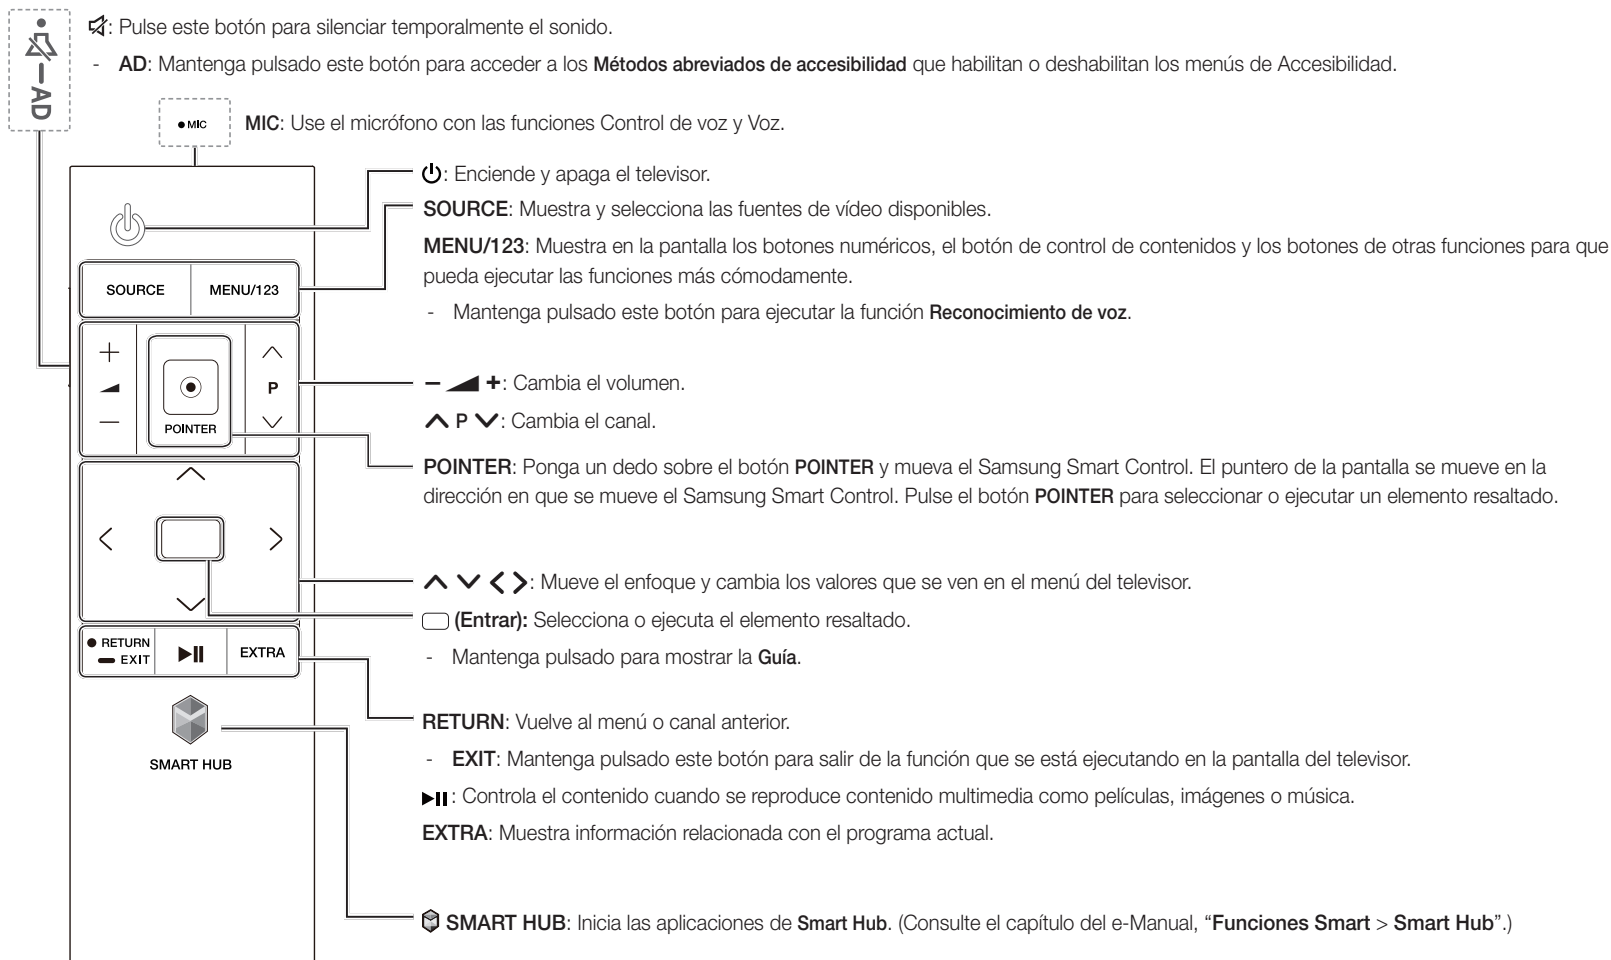 : Pulse este botón para silenciar temporalmente el sonido.
- AD: Mantenga pulsado este botón para acceder a los Métodos abreviados de accesibilidad que habilitan o deshabilitan los menús de Accesibilidad.
AD
MIC
MIC: Use el micrófono con las funciones Control de voz y Voz.
: Enciende y apaga el televisor.
SOURCE: Muestra y selecciona las fuentes de vídeo disponibles.
MENU/123: Muestra en la pantalla los botones numéricos, el botón de control de contenidos y los botones de otras funciones para que
pueda ejecutar las funciones más cómodamente.
- Mantenga pulsado este botón para ejecutar la función Reconocimiento de voz.
SOURCE
MENU/123
+
P
—
POINTER
− +: Cambia el volumen.
P : Cambia el canal.
POINTER: Ponga un dedo sobre el botón POINTER y mueva el Samsung Smart Control. El puntero de la pantalla se mueve en la
dirección en que se mueve el Samsung Smart Control. Pulse el botón POINTER para seleccionar o ejecutar un elemento resaltado.
: Mueve el enfoque y cambia los valores que se ven en el menú del televisor.
(Entrar): Selecciona o ejecuta el elemento resaltado.
- Mantenga pulsado para mostrar la Guía.
RETURN
EXIT
EXTRA
RETURN: Vuelve al menú o canal anterior.
- EXIT: Mantenga pulsado este botón para salir de la función que se está ejecutando en la pantalla del televisor.
: Controla el contenido cuando se reproduce contenido multimedia como películas, imágenes o música.
EXTRA: Muestra información relacionada con el programa actual.
SMART HUB
SMART HUB: Inicia las aplicaciones de Smart Hub. (Consulte el capítulo del e-Manual, “Funciones Smart > Smart Hub”.)